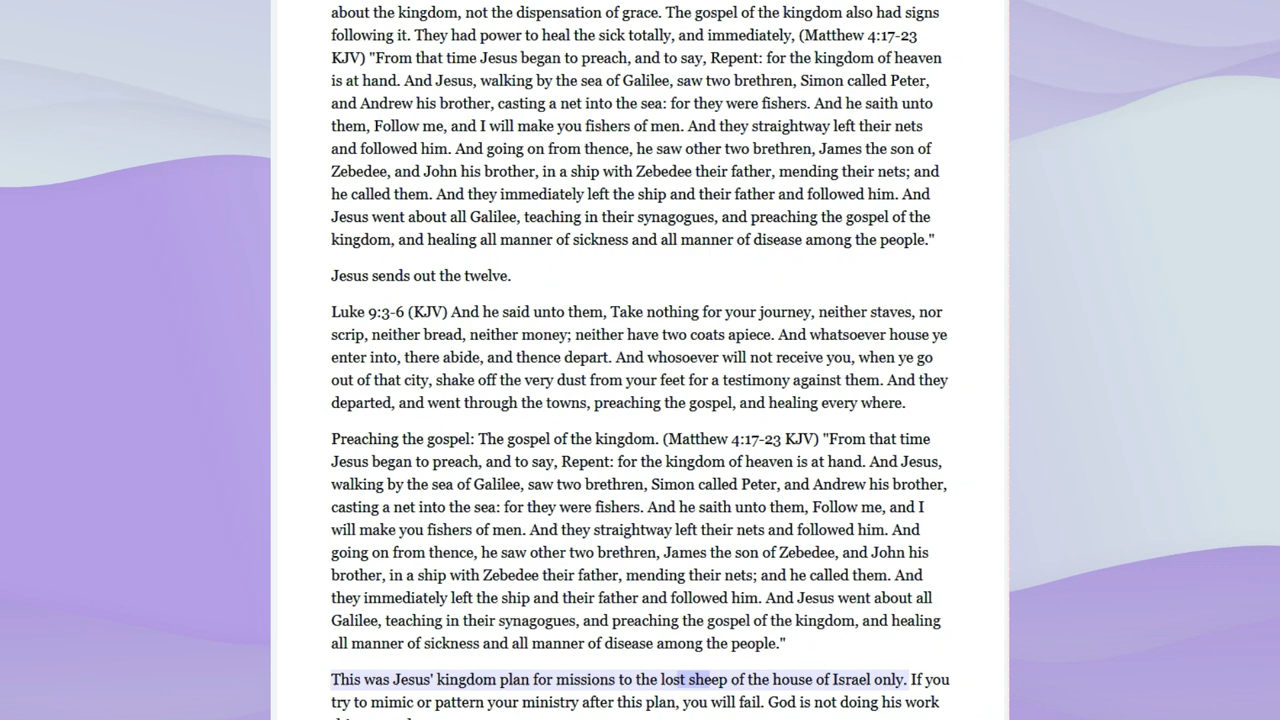 about the kingdom, not the dispensation of grace. The gospel of the kingdom also had signs
following it. They had power to heal the sick totally, and immediately, (Matthew 4:17-23
KJV) "From that time Jesus began to preach, and to say, Repent: for the kingdom of heaven
is at hand. And Jesus, walking by the sea of Galilee, saw two brethren, Simon called Peter,
and Andrew his brother, casting a net into the sea: for they were fishers. And he saith unto
them, Follow me, and I will make you fishers of men. And they straightway left their nets
and followed him. And going on from thence, he saw other two brethren, James the son of
Zebedee, and John his brother, in a ship with Zebedee their father, mending their nets; and
he called them. And they immediately left the ship and their father and followed him. And
Jesus went about all Galilee, teaching in their synagogues, and preaching the gospel of the
kingdom, and healing all manner of sickness and all manner of disease among the people."
Jesus sends out the twelve.
Luke 9:3-6 (KJV) And he said unto them, Take nothing for your journey, neither staves, nor
scrip, neither bread, neither money; neither have two coats apiece. And whatsoever house ye
enter into, there abide, and thence depart. And whosoever will not receive you, when ye go
out of that city, shake off the very dust from your feet for a testimony against them. And they
departed, and went through the towns, preaching the gospel, and healing every where.
Preaching the gospel: The gospel of the kingdom. (Matthew 4:17-23 KJV) "From that time
Jesus began to preach, and to say, Repent: for the kingdom of heaven is at hand. And Jesus,
walking by the sea of Galilee, saw two brethren, Simon called Peter, and Andrew his brother,
casting a net into the sea: for they were fishers. And he saith unto them, Follow me, and I
will make you fishers of men. And they straightway left their nets and followed him. And
going on from thence, he saw other two brethren, James the son of Zebedee, and John his
brother, in a ship with Zebedee their father, mending their nets; and he called them. And
they immediately left the ship and their father and followed him. And Jesus went about all
Galilee, teaching in their synagogues, and preaching the gospel of the kingdom, and healing
all manner of sickness and all manner of disease among the people."
This was Jesus' kingdom plan for missions to the lost sheep of the house of Israel only. If you
try to mimic or pattern your ministry after this plan, you will fail. God is not doing his work